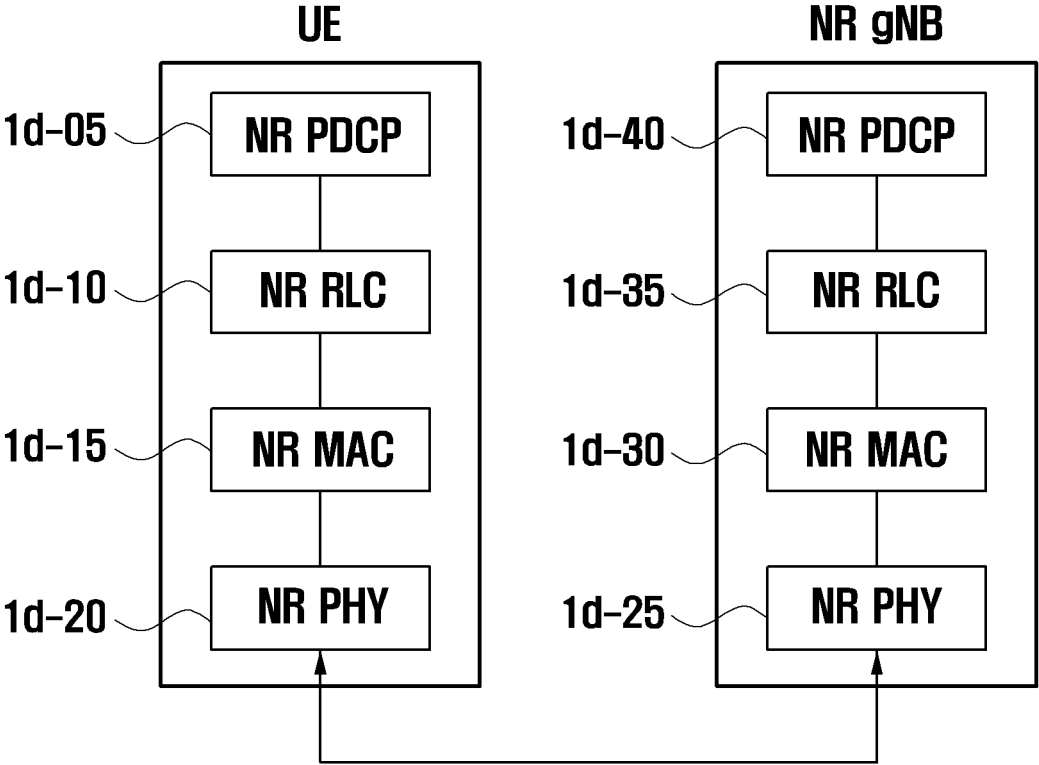 UE
NR gNB
1d-05
NR PDCP
1d-40
NR PDCP
1d-10
NR RLC
1d-35
NR RLC
1d-15
NR MAC
1d-30
NR MAC
1d-20
NR PHY
1d-25
NR PHY